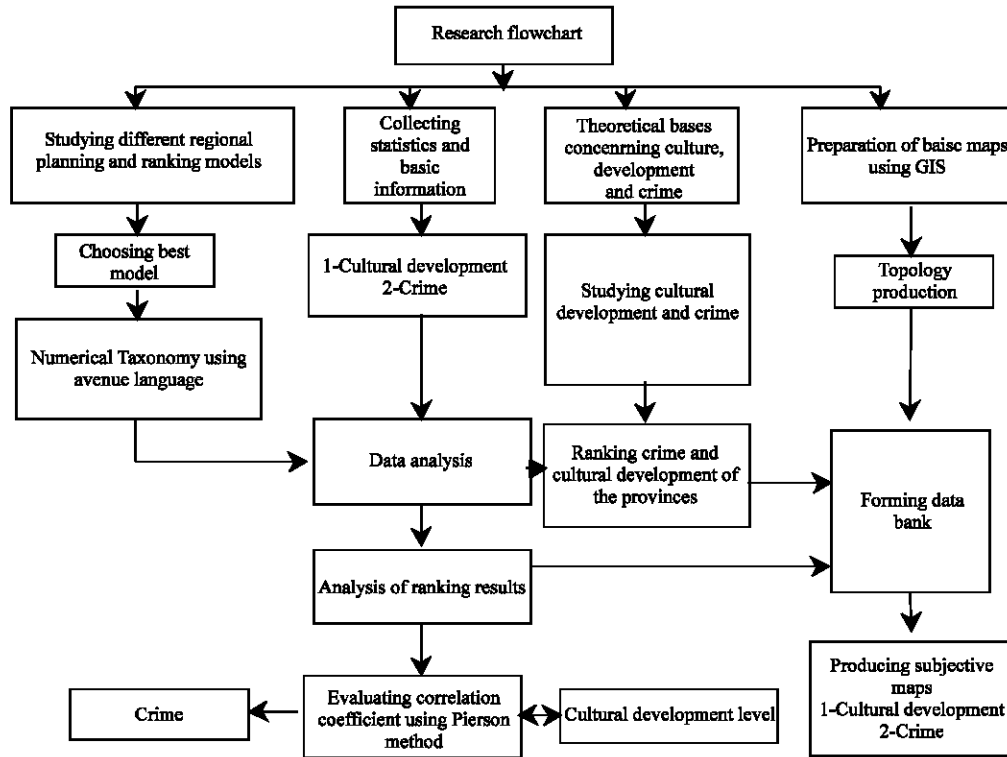 Research flowchart
Studying different regional
planning and ranking models
Collecting
statistics and
basic
information
Theoretical bases
concenrning culture,
development
and crime
Preparation of baisc maps
using GIS
Choosing best
model
1-Cultural development
2-Crime
Studying cultural
development and crime
Topology
production
Numerical Taxonomy using
avenue language
Data analysis
Ranking crime and
cultural development of
the provinces
Forming data
bank
Analysis of ranking results
Producing subjective
maps
1-Cultural development
2-Crime
Crime
Evaluating correlation
coefficient using Pierson
method
Cultural development level